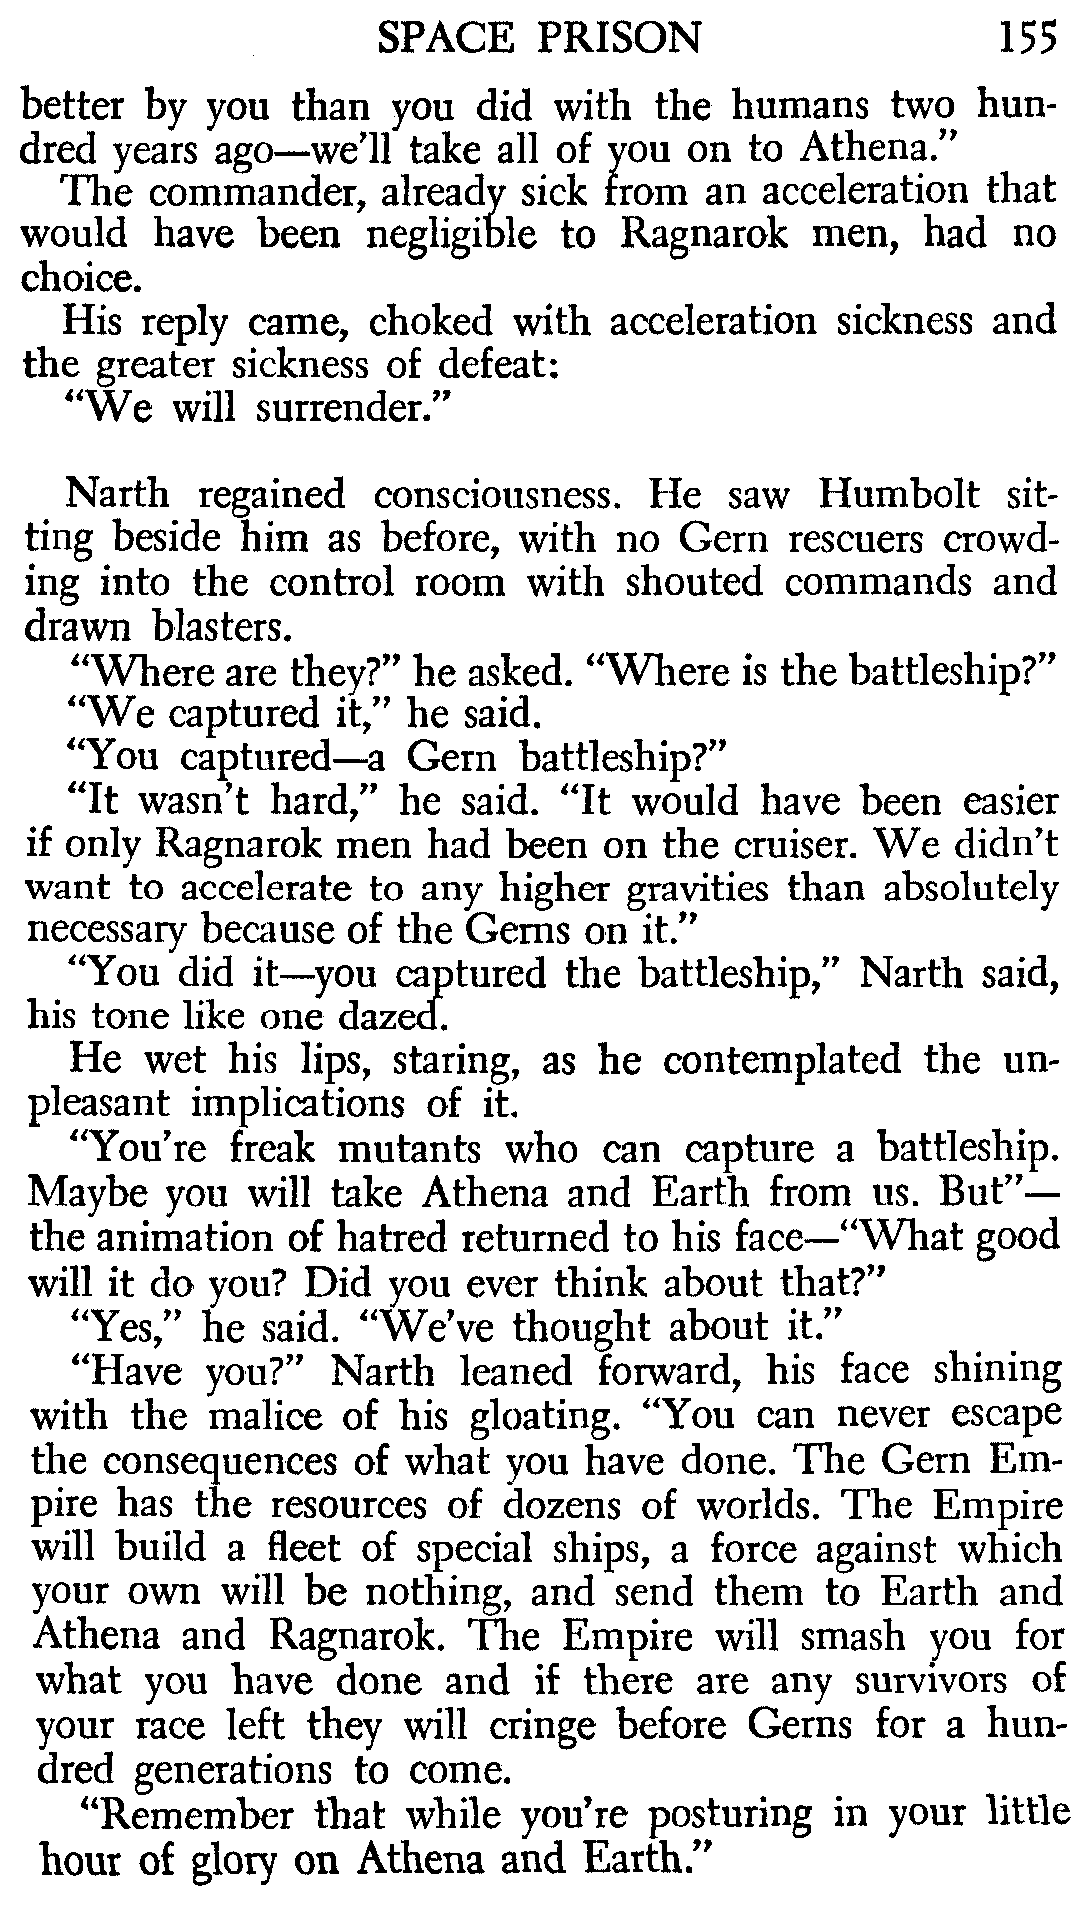 SPACE PRISON 155
better by you than you did with the humans two hun-
dred years ago—we'll take all of you on to Athena."
The commander, already sick from an acceleration that
would have been negligible to Ragnarok men, had no
choice.
His reply came, choked with acceleration sickness and
the greater sickness of defeat:
"We will surrender."
Narth regained consciousness. He saw Humbolt sit-
ting beside him as before, with no Gern rescuers crowd-
ing into the control room with shouted commands and
drawn blasters.
"Where are they?" he asked. "Where is the battleship?"
"We captured it," he said.
"You captured—a Gern battleship?"
"It wasn't hard," he said. "It would have been easier
if only Ragnarok men had been on the cruiser. We didn't
want to accelerate to any higher gravities than absolutely
necessary because of the Gerns on it."
"You did it—you captured the battleship," Narth said,
his tone like one dazed.
He wet his lips, staring, as he contemplated the un-
pleasant implications of it.
"You're freak mutants who can capture a battleship.
Maybe you will take Athena and Earth from us. But"—
the animation of hatred returned to his face—"What good
will it do you? Did you ever think about that?"
"Yes," he said. "We've thought about it."
"Have you?" Narth leaned forward, his face shining
with the malice of his gloating. "You can never escape
the consequences of what you have done. The Gern Em-
pire has the resources of dozens of worlds. The Empire
will build a fleet of special ships, a force against which
your own will be nothing, and send them to Earth and
Athena and Ragnarok. The Empire will smash you for
what you have done and if there are any survivors of
your race left they will cringe before Gerns for a hun-
dred generations to come.
"Remember that while you're posturing in your little
hour of glory on Athena and Earth."